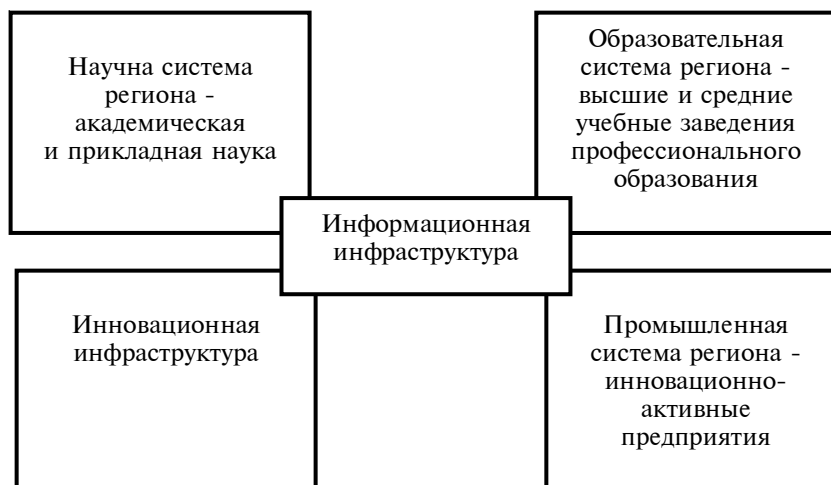 Научна система
региона -
академическая
и прикладная наука
Образовательная
система региона -
высшие и средние
учебные заведения
профессионального
образования
Информационная
инфраструктура
Инновационная
инфраструктура
Промышленная
система региона -
инновационно-
активные
предприятия